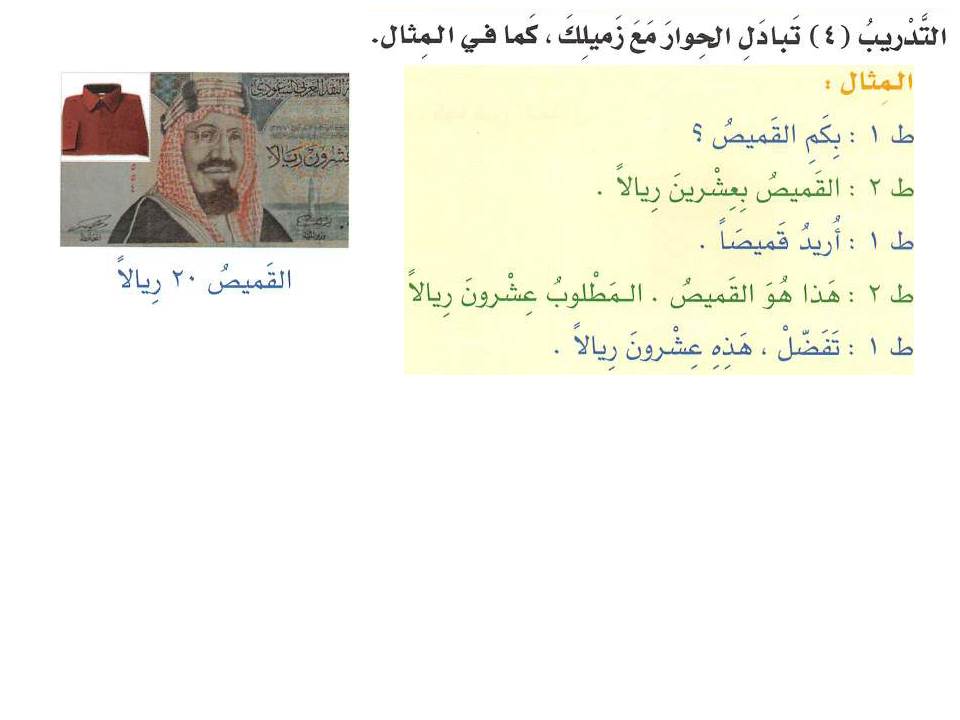 التَّدْرِيبُ (٤) تَبادَلِ الحِوارَ مَعَ زَميلِكَ ، كَما في المِثال.
المِثال :
ط ١ : بِكَمِ القَميصُ ؟
ط ٢ : القَميصُ بِعِشْرينَ رِيالاً .
ط ١ : أُريدُ قَميصَاً .
ط ٢ : هَذا هُوَ القَميصُ . المَطْلوبُ عِشْرونَ رِيالاً
ط ١ : تَفَضّلْ ، هَذِهِ عِشْرونَ رِيالاً .
النقد العربي السعودي
عشرون ريالا
القَميصُ ٢٠ رِيالاً